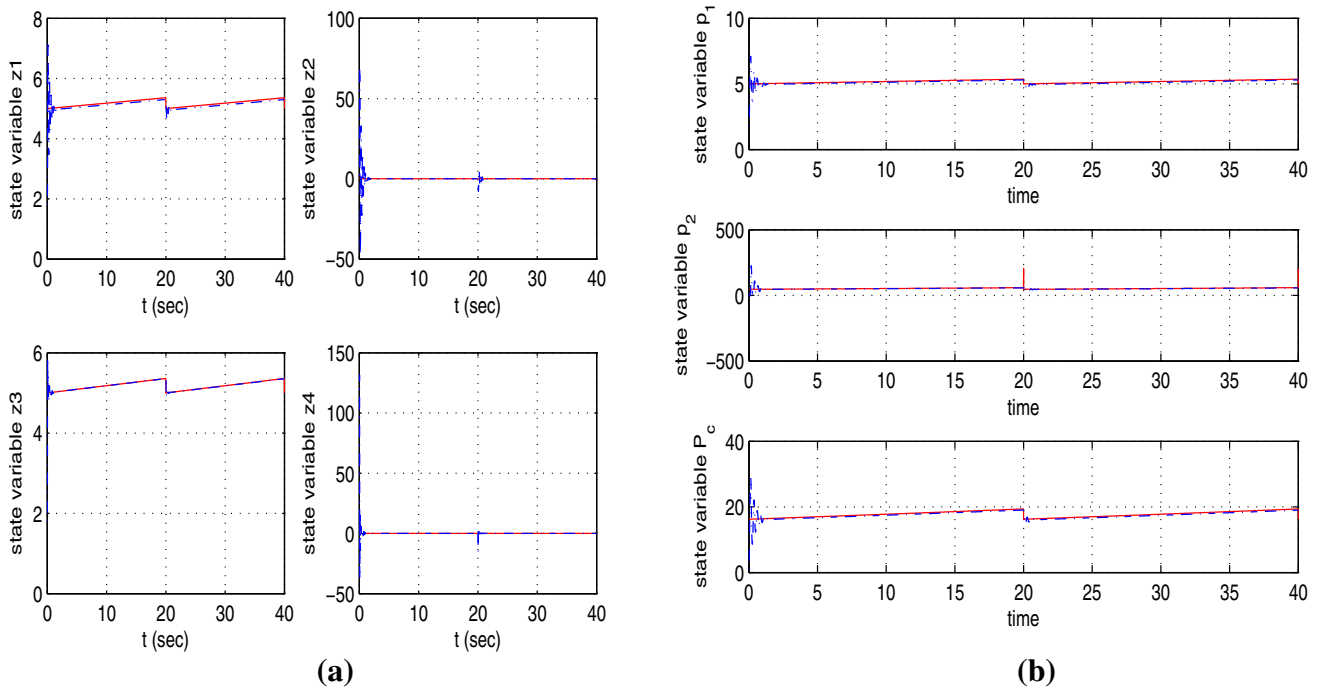 state variable z1
8
6
4
2
0
0 10 20 30 40
t (sec)
state variable z2
100
50
0
−50
0 10 20 30 40
t (sec)
state variable z3
6
4
2
0
0 10 20 30 40
t (sec)
state variable z4
150
100
50
0
−50
0 10 20 30 40
t (sec)
(a)
state variable p1
10
5
0
0 5 10 15 20 25 30 35 40
time
state variable p2
500
0
−500
0 5 10 15 20 25 30 35 40
time
state variable Pc
40
20
0
0 5 10 15 20 25 30 35 40
time
(b)